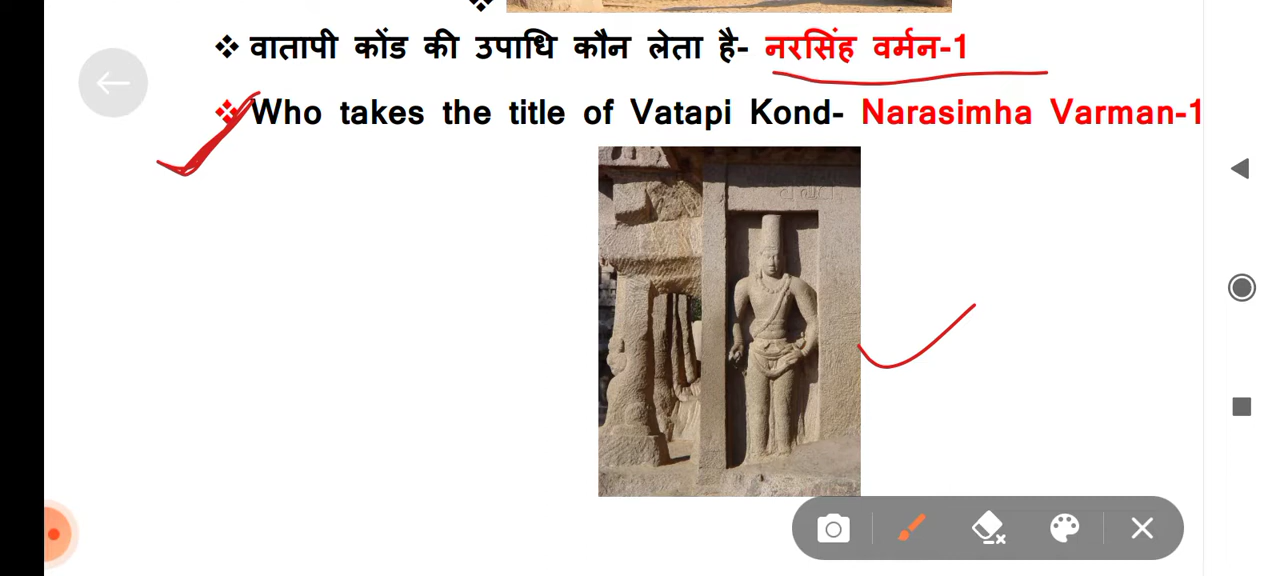 ❖ वातापी कोंड की उपाधि कौन लेता है- नरसिंह वर्मन-1
❖ Who takes the title of Vatapi Kond- Narasimha Varman-1